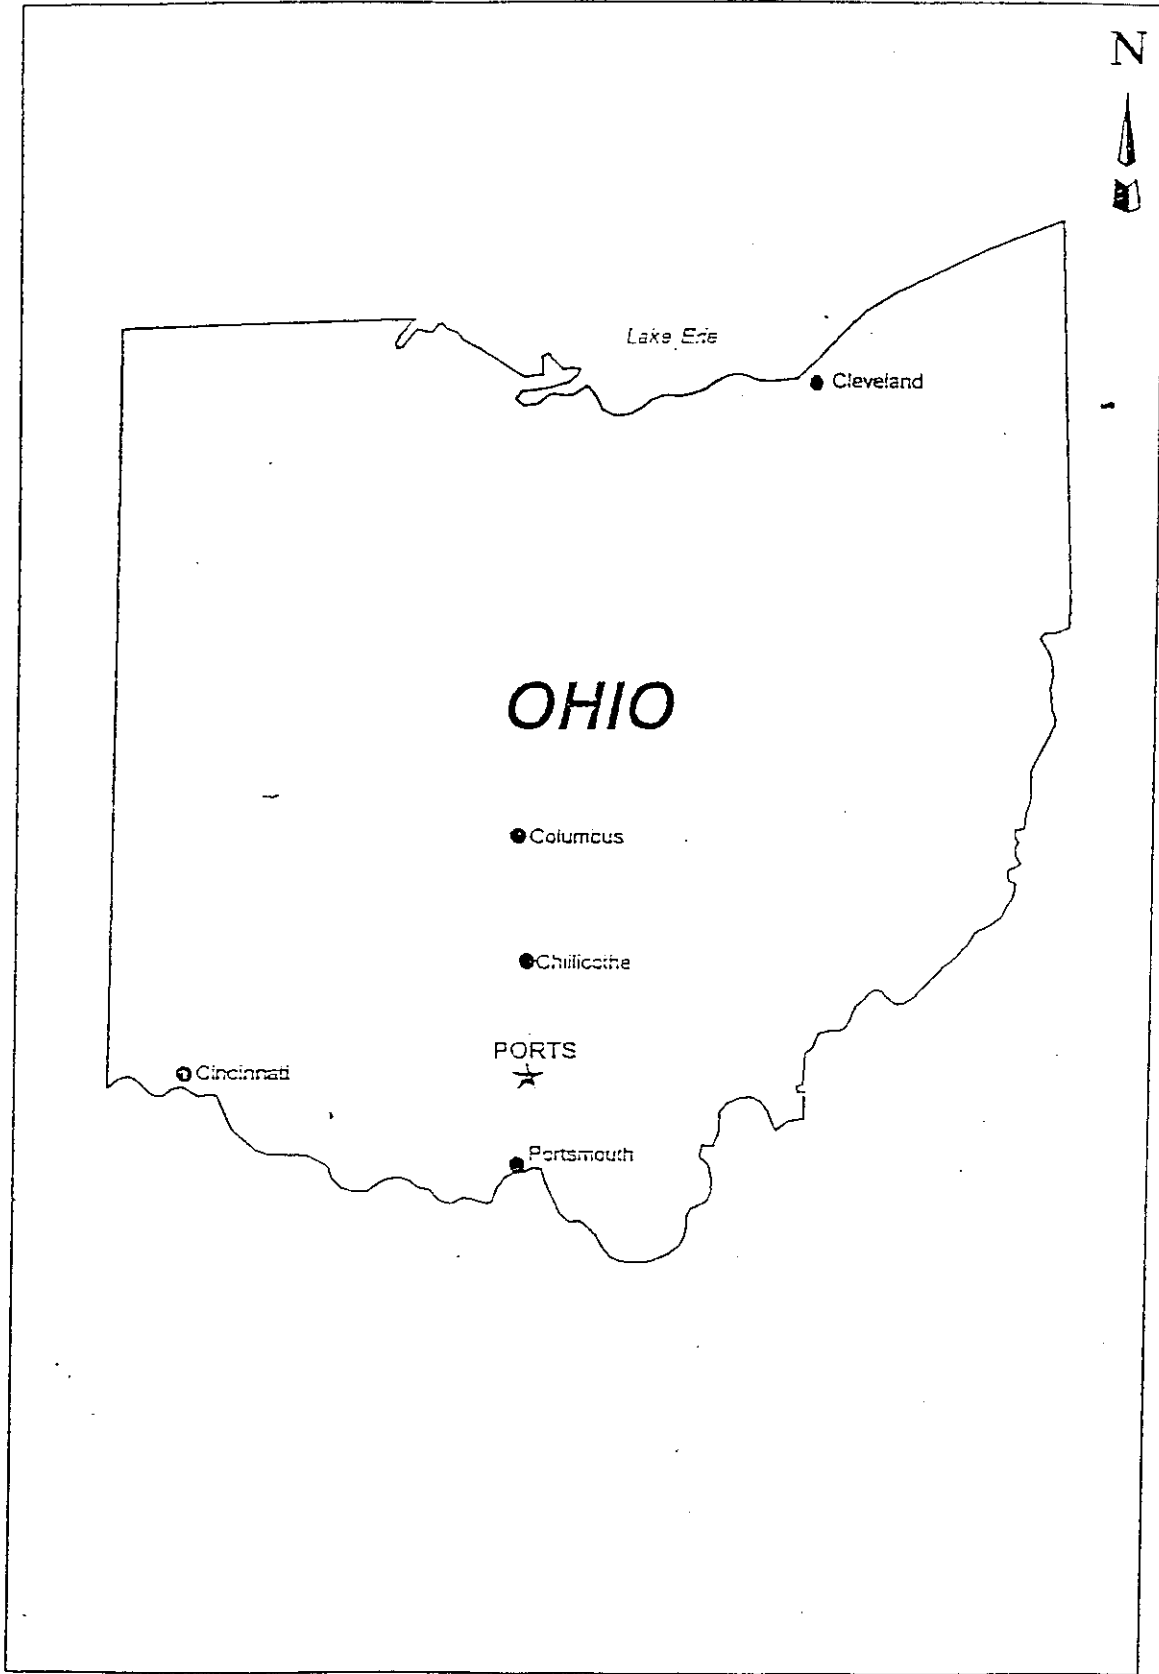 N
Lake Erie
Cleveland
OHIO
Columbus
Chillicothe
PORTS
Cincinnati
Portsmouth